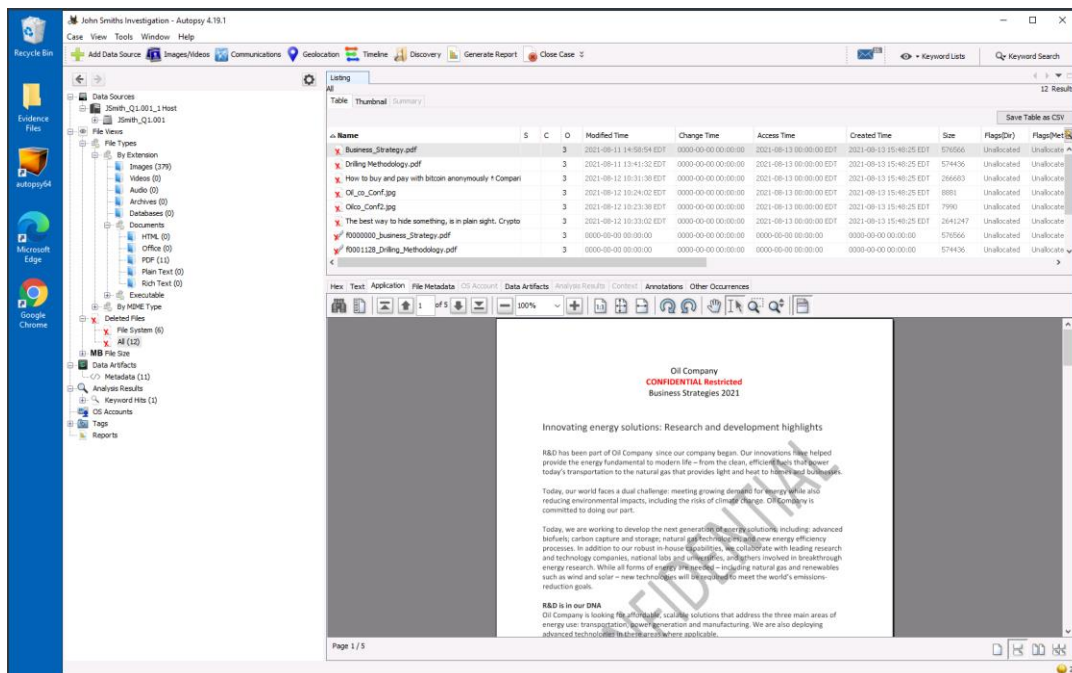 Recycle Bin
Evidence
Files
autopsy64
Microsoft
Edge
Google
Chrome
John Smiths Investigation - Autopsy 4.19.1
Case View Tools Window Help
Add Data Source Images/Videos Communications Geolocation Timeline Discovery Generate Report Close Case Keyword Lists Keyword Search
Data Sources
JSmith_Q1.001_1 Host
JSmith_Q1.001
File Views
File Types
By Extension
Images (379)
Videos (0)
Audio (0)
Archives (0)
Databases (0)
Documents
HTML (0)
Office (0)
PDF (11)
Plain Text (0)
Rich Text (0)
Executable
By MIME Type
Deleted Files
File System (6)
All (12)
MB File Size
Data Artifacts
Metadata (11)
Analysis Results
Keyword Hits (1)
OS Accounts
Tags
Reports
Listing
All
12 Result
Table Thumbnail Summary
Save Table as CSV
Name S C O Modified Time Change Time Access Time Created Time Size Flags(Dir) Flags(Met
Business_Strategy.pdf 3 2021-08-11 14:58:54 EDT 0000-00-00 00:00:00 2021-08-13 00:00:00 EDT 2021-08-13 15:48:25 EDT 576566 Unallocated Unallocate
Drilling Methodology.pdf 3 2021-08-11 13:41:32 EDT 0000-00-00 00:00:00 2021-08-13 00:00:00 EDT 2021-08-13 15:48:25 EDT 574436 Unallocated Unallocate
How to buy and pay with bitcoin anonymously Compari 3 2021-08-12 10:31:38 EDT 0000-00-00 00:00:00 2021-08-13 00:00:00 EDT 2021-08-13 15:48:25 EDT 266683 Unallocated Unallocate
Oil_co_Conf.jpg 3 2021-08-12 10:24:02 EDT 0000-00-00 00:00:00 2021-08-13 00:00:00 EDT 2021-08-13 15:48:25 EDT 8881 Unallocated Unallocate
Oilco_Conf2.jpg 3 2021-08-12 10:23:38 EDT 0000-00-00 00:00:00 2021-08-13 00:00:00 EDT 2021-08-13 15:48:25 EDT 7990 Unallocated Unallocate
The best way to hide something, is in plain sight. Crypto 3 2021-08-12 10:33:02 EDT 0000-00-00 00:00:00 2021-08-13 00:00:00 EDT 2021-08-13 15:48:25 EDT 2641247 Unallocated Unallocate
f0000000_business_Strategy.pdf 3 0000-00-00 00:00:00 0000-00-00 00:00:00 0000-00-00 00:00:00 0000-00-00 00:00:00 576566 Unallocated Unallocate
f0001128_Drilling_Methodology.pdf 3 0000-00-00 00:00:00 0000-00-00 00:00:00 0000-00-00 00:00:00 0000-00-00 00:00:00 574436 Unallocated Unallocate
Hex Text Application File Metadata OS Account Data Artifacts Analysis Results Context Annotations Other Occurrences
1 of 5 100%
Oil Company
CONFIDENTIAL Restricted
Business Strategies 2021
Innovating energy solutions: Research and development highlights
R&D has been part of Oil Company since our company began. Our innovations have helped
provide the energy fundamental to modern life – from the clean, efficient fuels that power
today's transportation to the natural gas that provides light and heat to homes and businesses.
Today, our world faces a dual challenge: meeting growing demand for energy while also
reducing environmental impacts, including the risks of climate change. Oil Company is
committed to doing our part.
Today, we are working to develop the next generation of energy solutions, including: advanced
biofuels; carbon capture and storage; natural gas technologies; and new energy efficiency
processes. In addition to our robust in-house capabilities, we collaborate with leading research
and technology companies, national labs and universities, and others involved in breakthrough
energy research. While all forms of energy are needed – including natural gas and renewables
such as wind and solar – new technologies will be required to meet the world's emissions-
reduction goals.
R&D is in our DNA
Oil Company is looking for affordable, scalable solutions that address the three main areas of
energy use: transportation, power generation and manufacturing. We are also deploying
advanced technologies in these areas where applicable.
NFIDENTIAL
Page 1 / 5